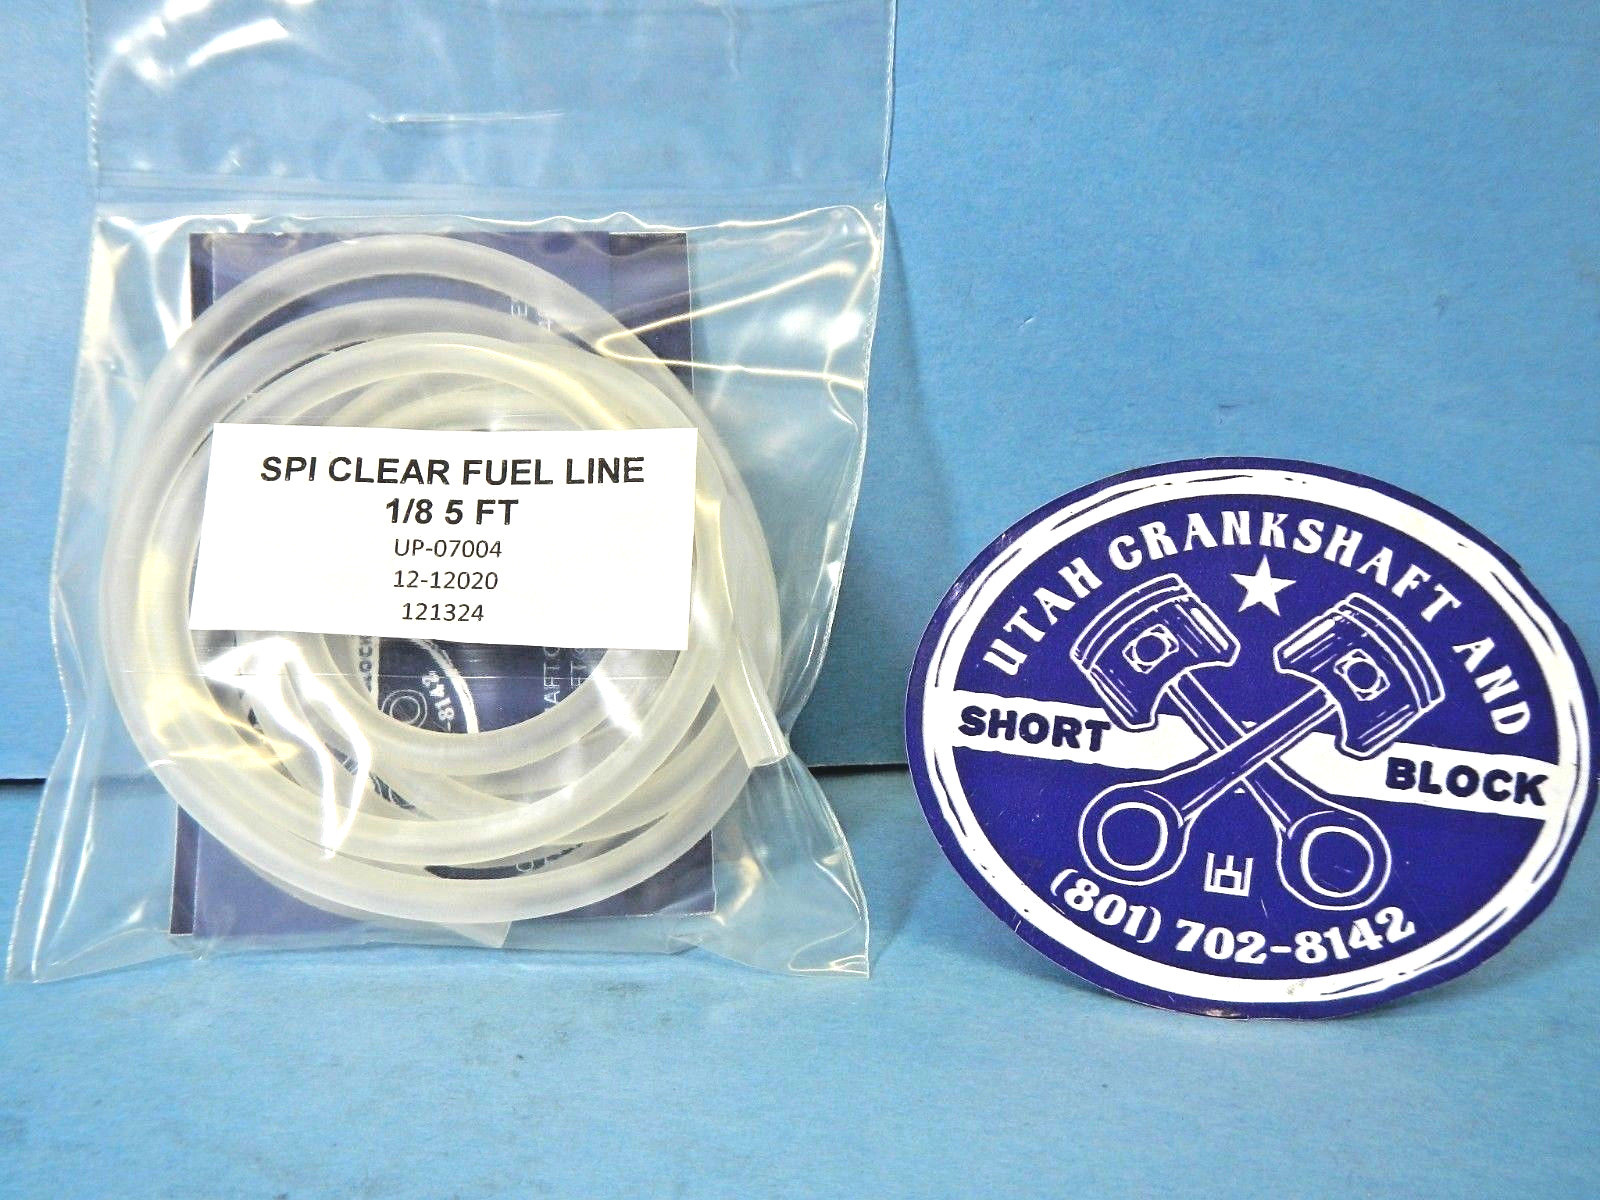 SPI CLEAR FUEL LINE
1/8 5 FT
UP-07004
12-12020
121324
8142
UTAH CRANKSHAFT AND
SHORT
BLOCK
(801) 702-8142